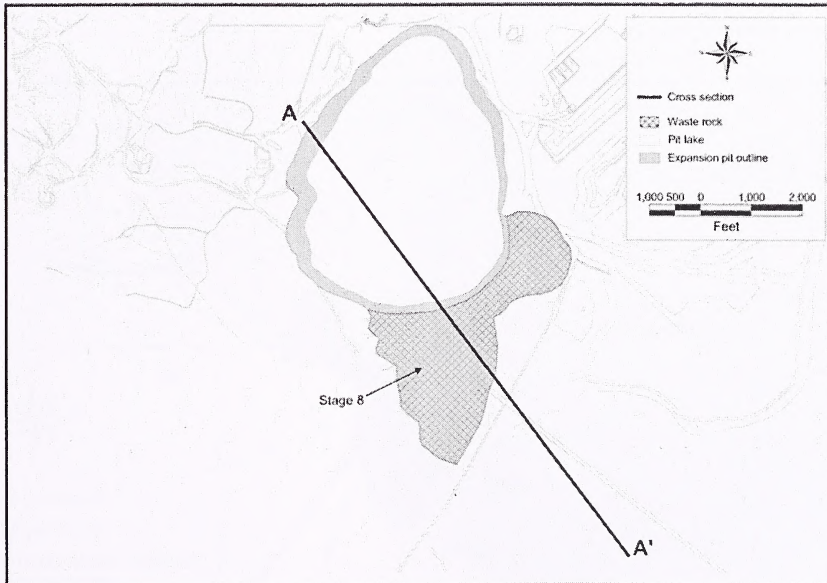 A
Cross section
Waste rock
Pit lake
Expansion pit outline
1,000 500 0 1,000 2,000
Feet
Stage 8
A'